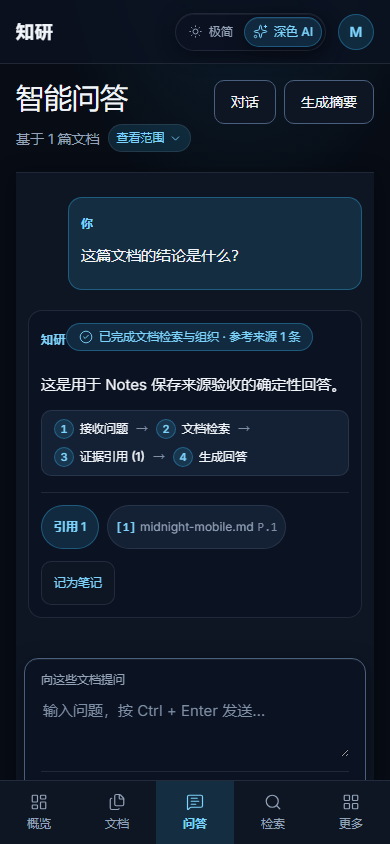 知研
极简
深色 AI
M
智能问答
对话
生成摘要
基于 1 篇文档
查看范围
你
这篇文档的结论是什么？
知研
已完成文档检索与组织 · 参考来源 1 条
这是用于 Notes 保存来源验收的确定性回答。
1 接收问题 → 2 文档检索 →
3 证据引用 (1) → 4 生成回答
引用 1
[1] midnight-mobile.md P.1
记为笔记
向这些文档提问
输入问题，按 Ctrl + Enter 发送...
概览
文档
问答
检索
更多